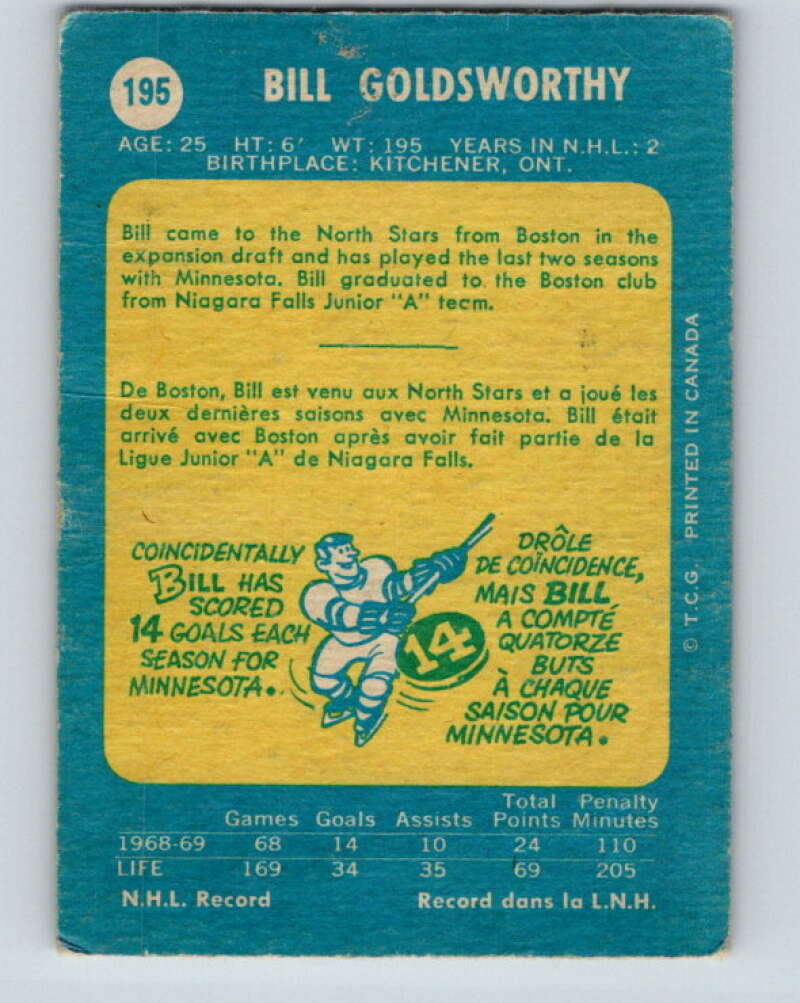 195
BILL GOLDSWORTHY
AGE: 25 HT: 6′ WT: 195 YEARS IN N.H.L.: 2
BIRTHPLACE: KITCHENER, ONT.
Bill came to the North Stars from Boston in the
expansion draft and has played the last two seasons
with Minnesota. Bill graduated to the Boston club
from Niagara Falls Junior "A" team.
De Boston, Bill est venu aux North Stars et a joué les
deux dernières saisons avec Minnesota. Bill était
arrivé avec Boston après avoir fait partie de la
Ligue Junior "A" de Niagara Falls.
COINCIDENTALLY
BILL HAS
SCORED
14 GOALS EACH
SEASON FOR
MINNESOTA.
14
DRÔLE
DE COÏNCIDENCE,
MAIS BILL
A COMPTÉ
QUATORZE
BUTS
À CHAQUE
SAISON POUR
MINNESOTA.
© T.C.G. PRINTED IN CANADA
Games Goals Assists Total Points Penalty Minutes
1968-69 68 14 10 24 110
LIFE 169 34 35 69 205
N.H.L. Record Record dans la L.N.H.